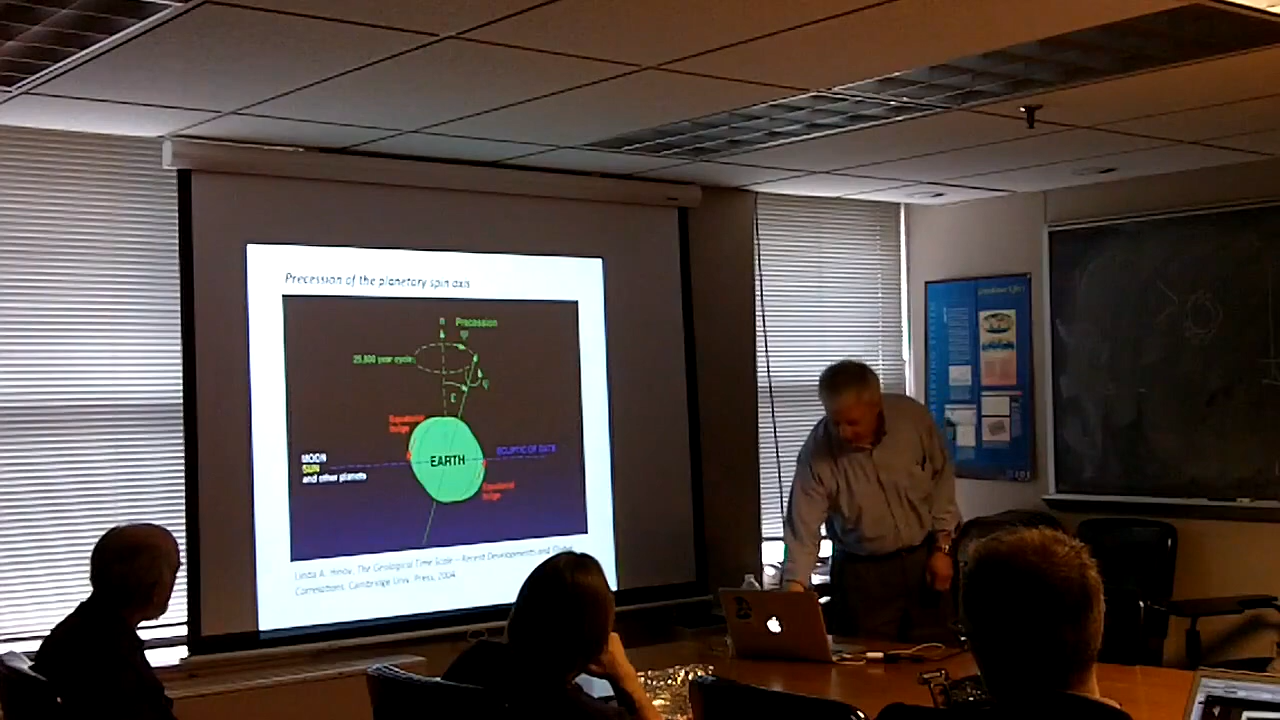 Precession of the planetary spin axis
n Precession
25,800 year cycle
ε
Equatorial
bulge
MOON
SUN
and other planets
EARTH
ECLIPTIC OF DATE
Equatorial
bulge
Linda A. Hinov, The Geological Time Scale – Recent Developments and Global
Correlations. Cambridge Univ. Press, 2004.